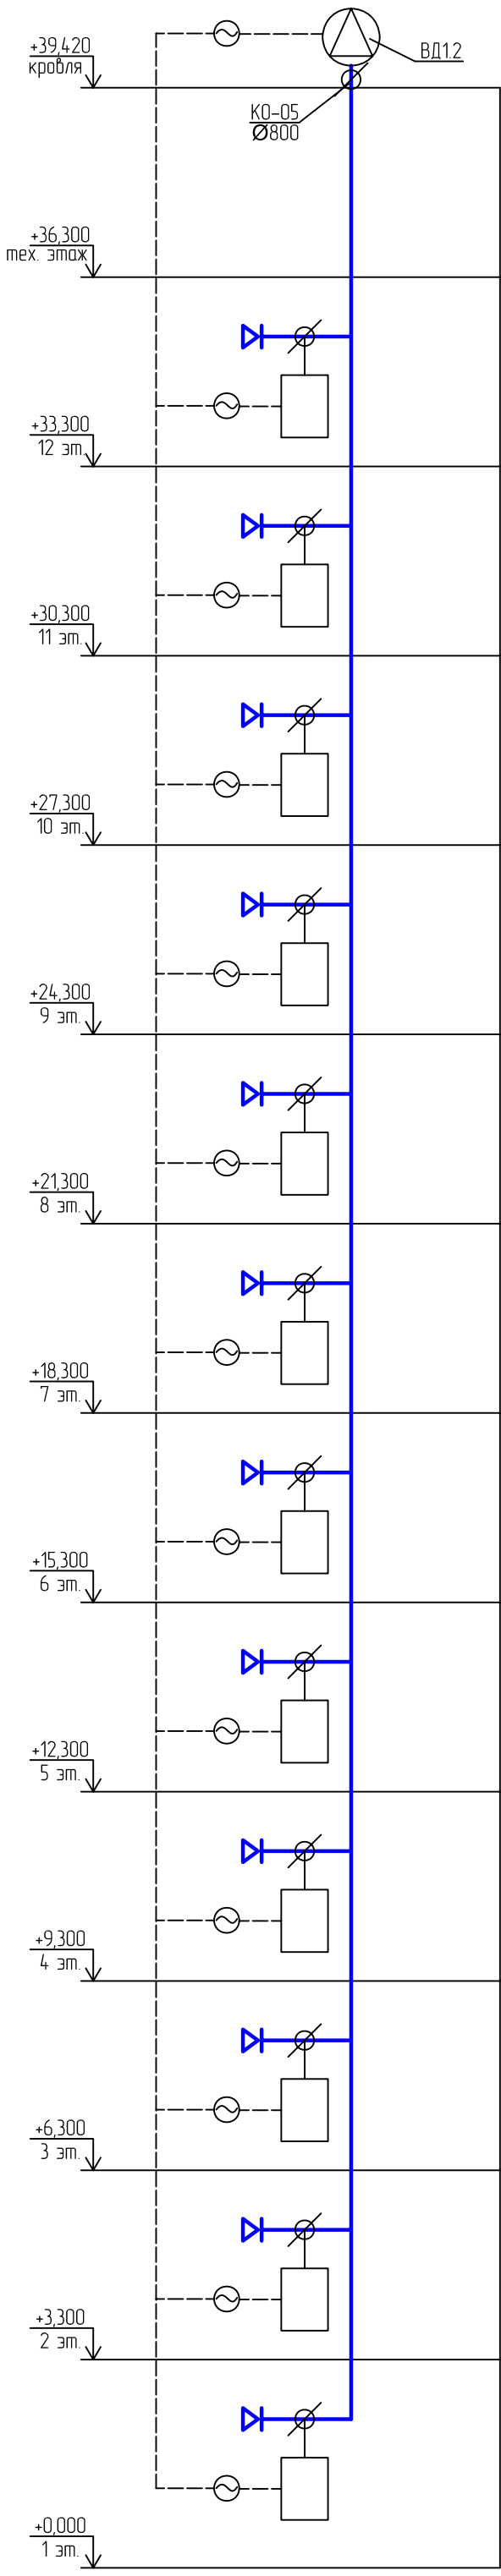 +39,420
кровля
ВД1.2
КО-05
Ø800
+36,300
тех. этаж
+33,300
12 эт.
+30,300
11 эт.
+27,300
10 эт.
+24,300
9 эт.
+21,300
8 эт.
+18,300
7 эт.
+15,300
6 эт.
+12,300
5 эт.
+9,300
4 эт.
+6,300
3 эт.
+3,300
2 эт.
+0,000
1 эт.